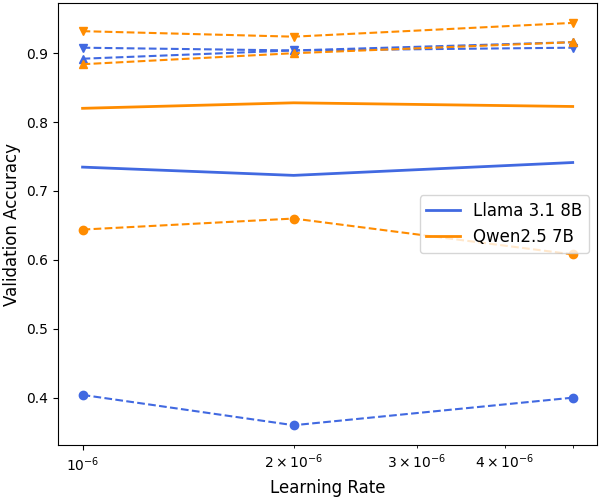 0.9
0.8
0.7
0.6
0.5
0.4
Validation Accuracy
Llama 3.1 8B
Qwen2.5 7B
10⁻⁶
2 × 10⁻⁶
3 × 10⁻⁶
4 × 10⁻⁶
Learning Rate